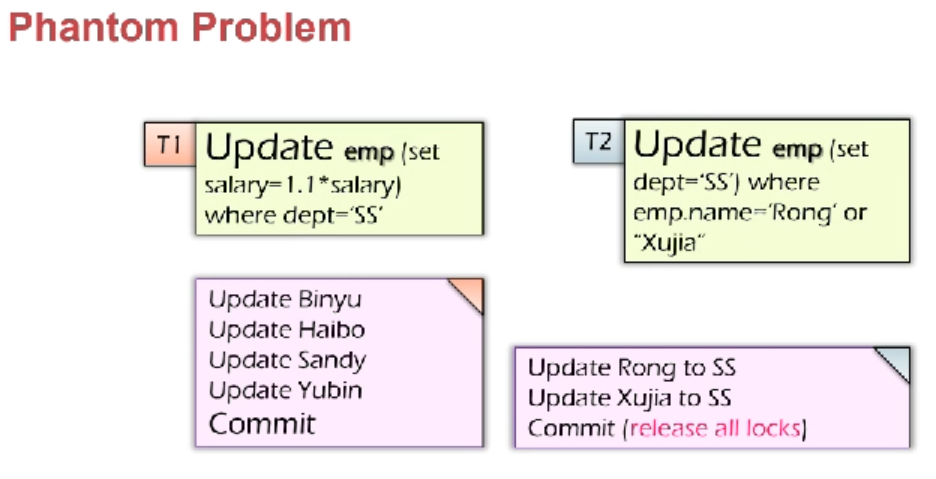 Phantom Problem
T1
Update emp (set
salary=1.1*salary)
where dept='SS'
T2
Update emp (set
dept='SS') where
emp.name='Rong' or
"Xujia"
Update Binyu
Update Haibo
Update Sandy
Update Yubin
Commit
Update Rong to SS
Update Xujia to SS
Commit (release all locks)